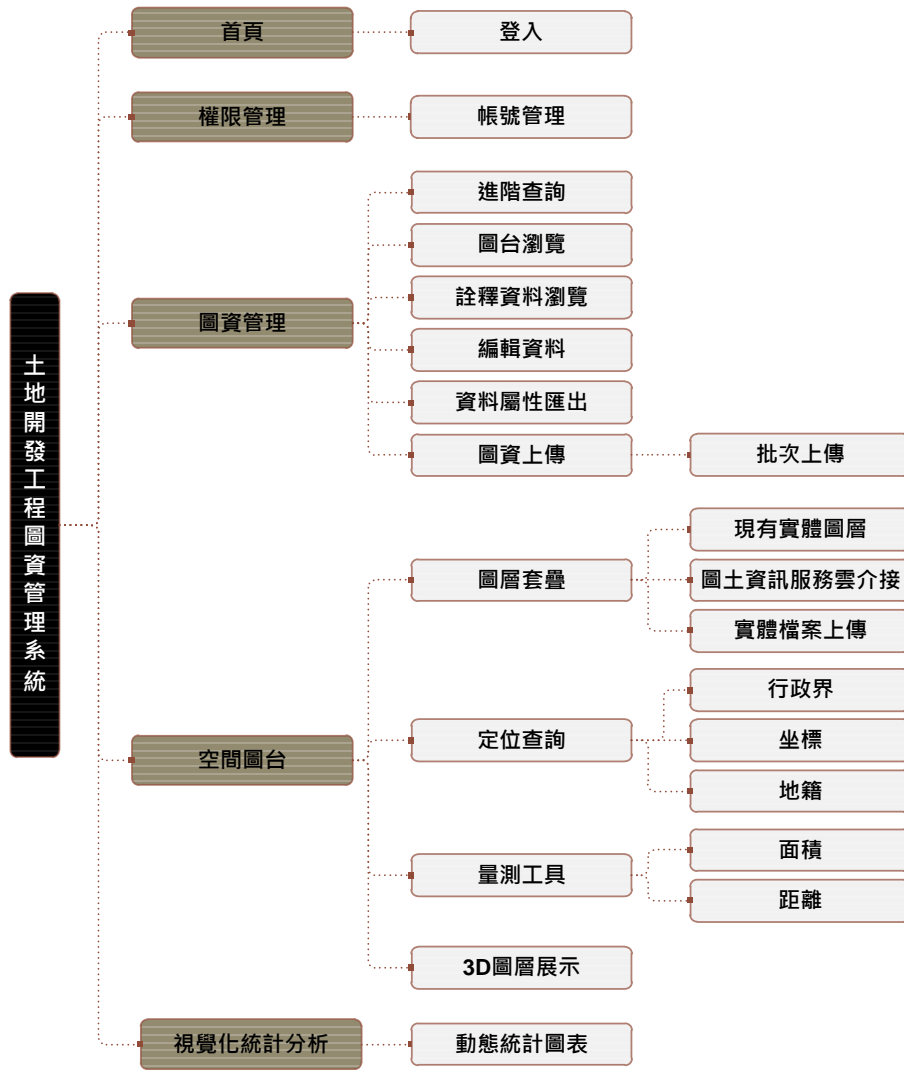 土地開發工程圖資管理系統
首頁
登入
權限管理
帳號管理
圖資管理
進階查詢
圖台瀏覽
詮釋資料瀏覽
編輯資料
資料屬性匯出
圖資上傳
批次上傳
空間圖台
圖層套疊
現有實體圖層
圖土資訊服務雲介接
實體檔案上傳
定位查詢
行政界
坐標
地籍
量測工具
面積
距離
3D圖層展示
視覺化統計分析
動態統計圖表